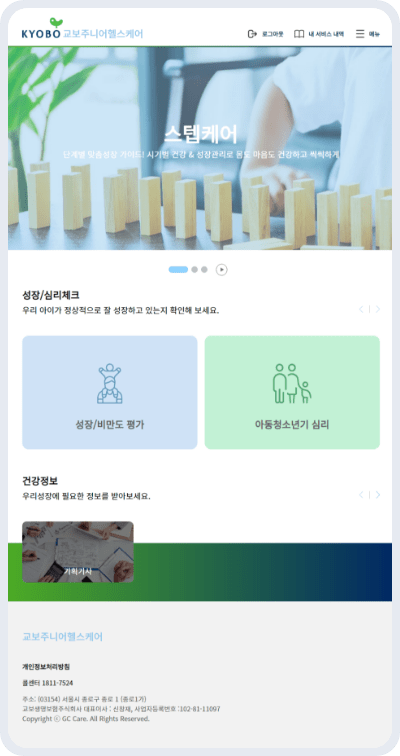 KYOBO 교보주니어헬스케어
로그아웃 내 서비스 내역 메뉴
스텝케어
단계별 맞춤성장 가이드! 시기별 건강 & 성장관리로 몸도 마음도 건강하고 씩씩하게
성장/심리체크
우리 아이가 정상적으로 잘 성장하고 있는지 확인해 보세요.
성장/비만도 평가
아동청소년기 심리
건강정보
우리성장에 필요한 정보를 받아보세요.
기획기사
교보주니어헬스케어
개인정보처리방침
콜센터 1811-7524
주소: (03154) 서울시 종로구 종로 1 (종로1가)
교보생명보험주식회사 대표이사 : 신창재, 사업자등록번호 :102-81-11097
Copyright ⓒ GC Care. All Rights Reserved.